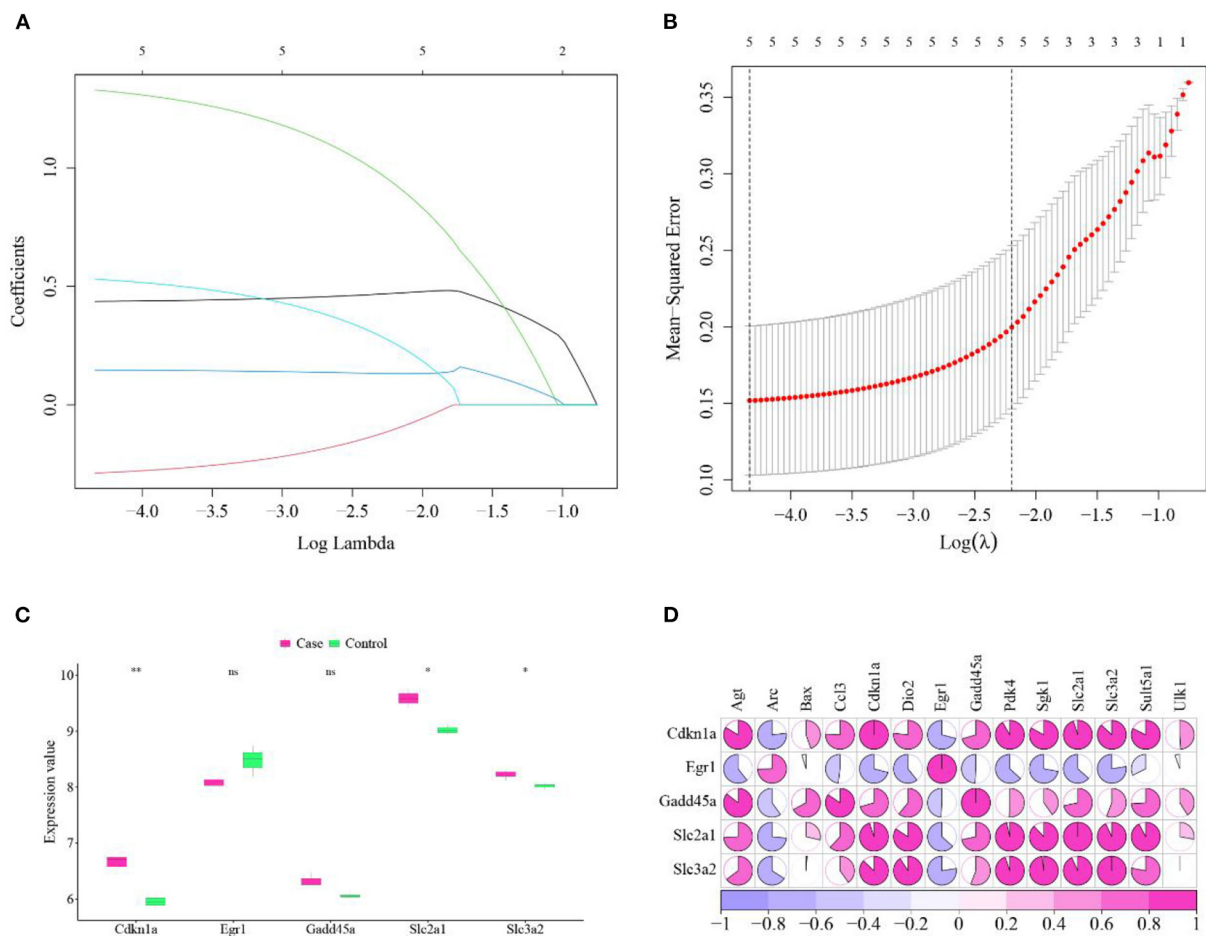 A
5 5 5 2
1.0
0.5
0.0
Coefficients
−4.0 −3.5 −3.0 −2.5 −2.0 −1.5 −1.0
Log Lambda
B
5 5 5 5 5 5 5 5 5 5 5 3 3 3 1 1
0.35
0.30
0.25
0.20
0.15
0.10
Mean−Squared Error
−4.0 −3.5 −3.0 −2.5 −2.0 −1.5 −1.0
Log(λ)
C
Case Control
** ns ns * *
10
9
8
7
6
Expression value
Cdkn1a Egr1 Gadd45a Slc2a1 Slc3a2
D
Agt Arc Bax Ccl3 Cdkn1a Dio2 Egr1 Gadd45a Pdk4 Sgk1 Slc2a1 Slc3a2 Sult5a1 Ulk1
Cdkn1a
Egr1
Gadd45a
Slc2a1
Slc3a2
−1 −0.8 −0.6 −0.4 −0.2 0 0.2 0.4 0.6 0.8 1